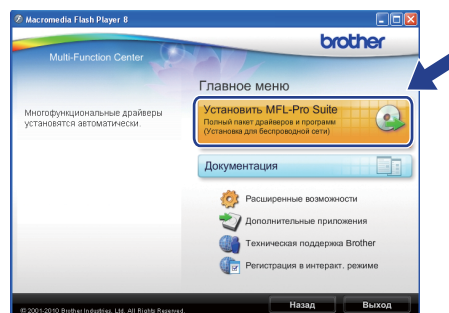 Macromedia Flash Player 8
brother
Multi-Function Center
Главное меню
Многофункциональные драйверы
установятся автоматически.
Установить MFL-Pro Suite
Полный пакет драйверов и программ
(Установка для беспроводной сети)
Документация
Расширенные возможности
Дополнительные приложения
Техническая поддержка Brother
Регистрация в интеракт. режиме
© 2001-2010 Brother Industries, Ltd. All Rights Reserved.
Назад
Выход